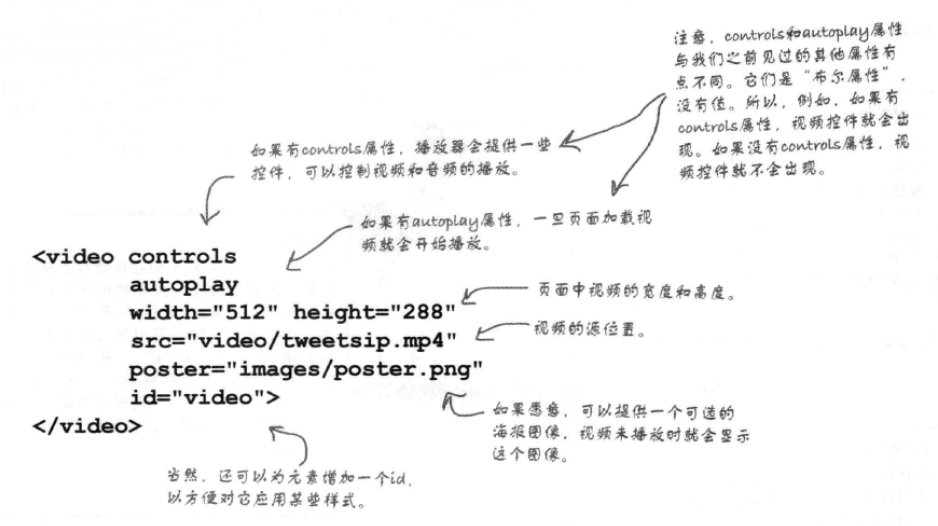 注意，controls和autoplay属性
与我们之前见过的其他属性有
点不同。它们是“布尔属性”，
没有值。所以，例如，如果有
controls属性，视频控件就会出
现。如果没有controls属性，视
频控件就不会出现。
如果有controls属性，播放器会提供一些
控件，可以控制视频和音频的播放。
如果有autoplay属性，一旦页面加载视
频就会开始播放。
<video controls
autoplay
width="512" height="288"
src="video/tweetsip.mp4"
poster="images/poster.png"
id="video">
</video>
页面中视频的宽度和高度。
视频的源位置。
如果愿意，可以提供一个可选的
海报图像，视频未播放时就会显示
这个图像。
当然，还可以为元素增加一个id，
以方便对它应用某些样式。